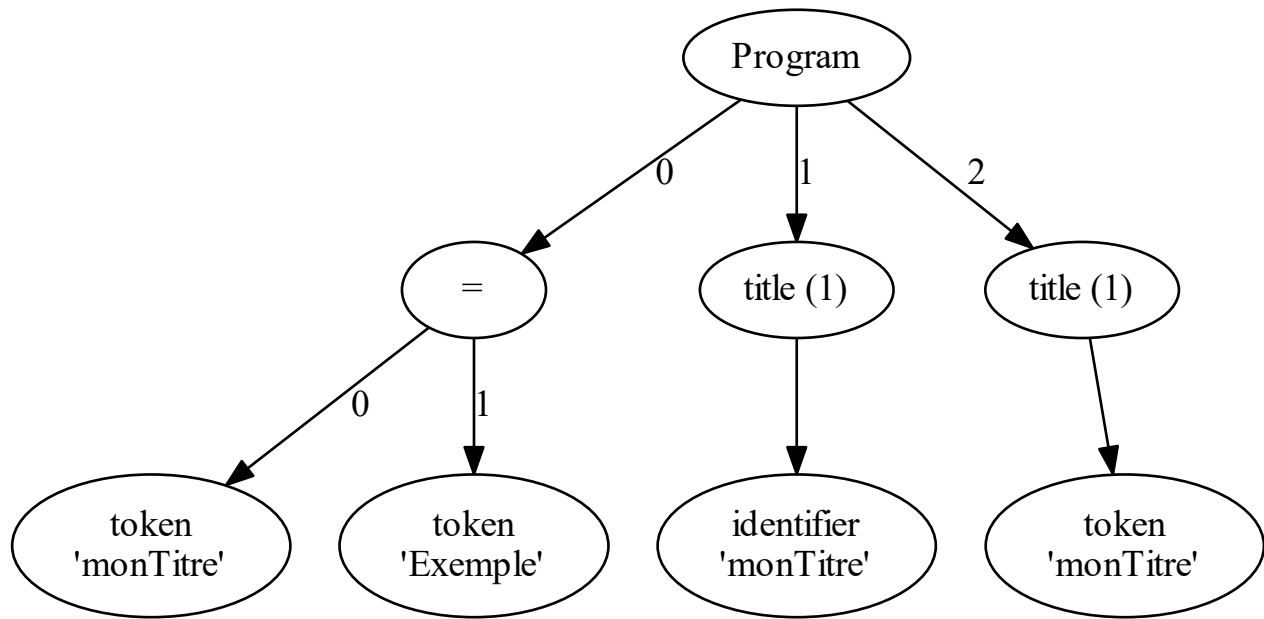 Program
0
1
2
=
title (1)
title (1)
0
1
token
'monTitre'
token
'Exemple'
identifier
'monTitre'
token
'monTitre'